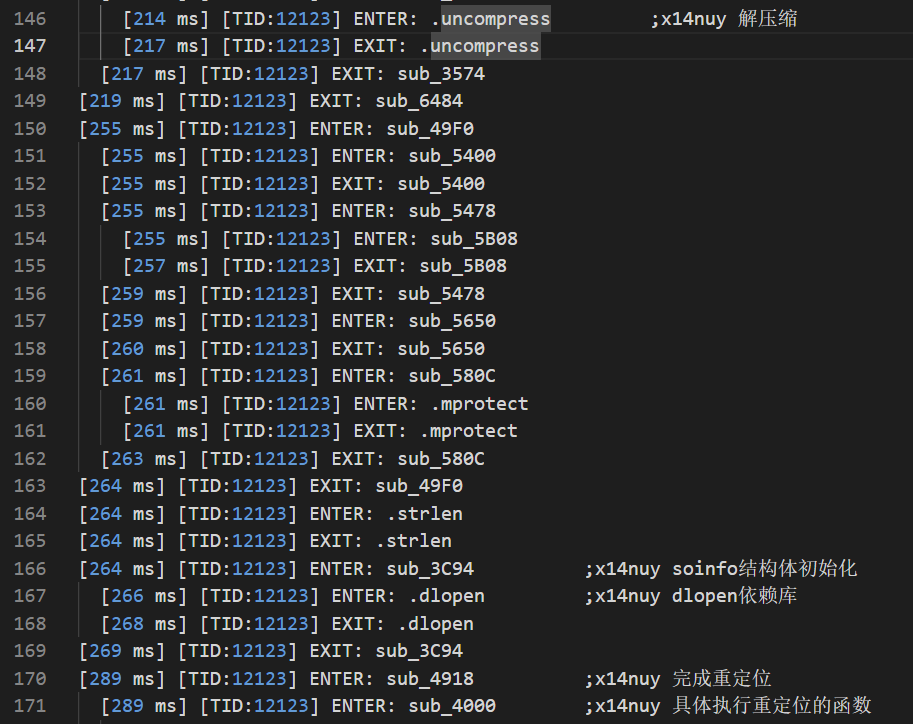 146 [214 ms] [TID:12123] ENTER: .uncompress ;x14nuy 解压缩
147 [217 ms] [TID:12123] EXIT: .uncompress
148 [217 ms] [TID:12123] EXIT: sub_3574
149 [219 ms] [TID:12123] EXIT: sub_6484
150 [255 ms] [TID:12123] ENTER: sub_49F0
151 [255 ms] [TID:12123] ENTER: sub_5400
152 [255 ms] [TID:12123] EXIT: sub_5400
153 [255 ms] [TID:12123] ENTER: sub_5478
154 [255 ms] [TID:12123] ENTER: sub_5B08
155 [257 ms] [TID:12123] EXIT: sub_5B08
156 [259 ms] [TID:12123] EXIT: sub_5478
157 [259 ms] [TID:12123] ENTER: sub_5650
158 [260 ms] [TID:12123] EXIT: sub_5650
159 [261 ms] [TID:12123] ENTER: sub_580C
160 [261 ms] [TID:12123] ENTER: .mprotect
161 [261 ms] [TID:12123] EXIT: .mprotect
162 [263 ms] [TID:12123] EXIT: sub_580C
163 [264 ms] [TID:12123] EXIT: sub_49F0
164 [264 ms] [TID:12123] ENTER: .strlen
165 [264 ms] [TID:12123] EXIT: .strlen
166 [264 ms] [TID:12123] ENTER: sub_3C94 ;x14nuy soinfo结构体初始化
167 [266 ms] [TID:12123] ENTER: .dlopen ;x14nuy dlopen依赖库
168 [268 ms] [TID:12123] EXIT: .dlopen
169 [269 ms] [TID:12123] EXIT: sub_3C94
170 [289 ms] [TID:12123] ENTER: sub_4918 ;x14nuy 完成重定位
171 [289 ms] [TID:12123] ENTER: sub_4000 ;x14nuy 具体执行重定位的函数